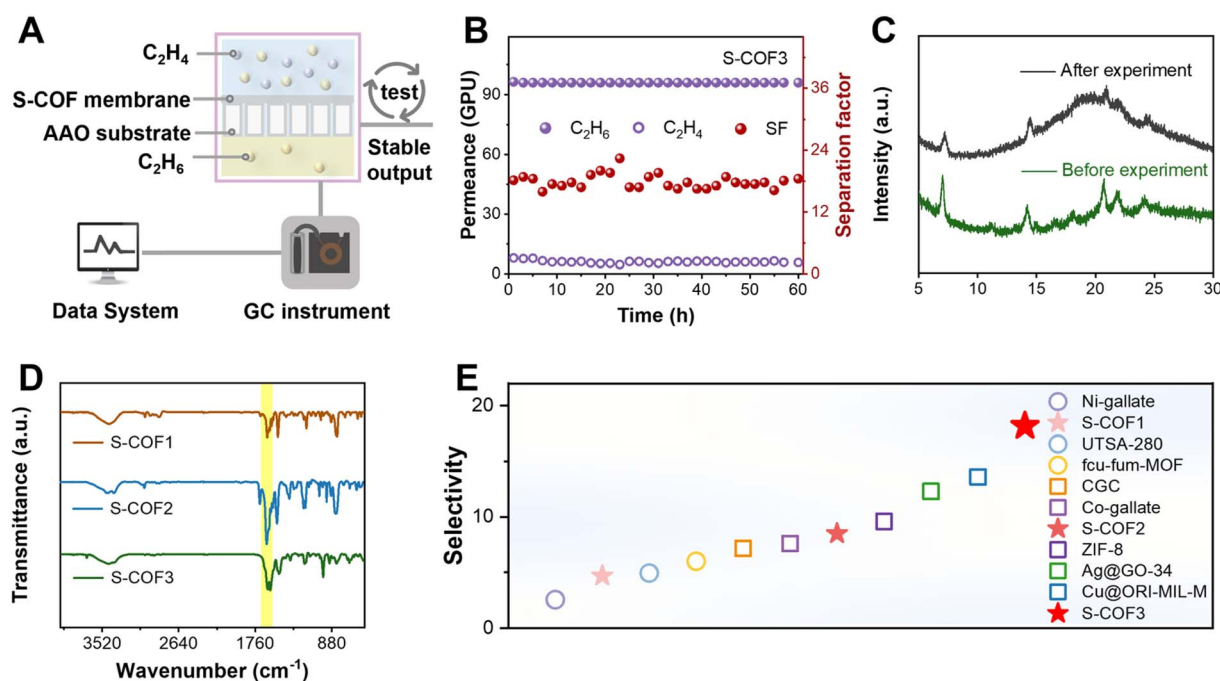 A
C₂H₄
S-COF membrane
AAO substrate
C₂H₆
test
Stable
output
Data System
GC instrument
B
S-COF3
C₂H₆
C₂H₄
SF
Permeance (GPU)
90
60
30
0
Separation factor
36
24
12
0
0
10
20
30
40
50
60
Time (h)
C
After experiment
Before experiment
Intensity (a.u.)
5
10
15
20
25
30
D
S-COF1
S-COF2
S-COF3
Transmittance (a.u.)
3520
2640
1760
880
Wavenumber (cm⁻¹)
E
Selectivity
20
10
0
Ni-gallate
S-COF1
UTSA-280
fcu-fum-MOF
CGC
Co-gallate
S-COF2
ZIF-8
Ag@GO-34
Cu@ORI-MIL-M
S-COF3